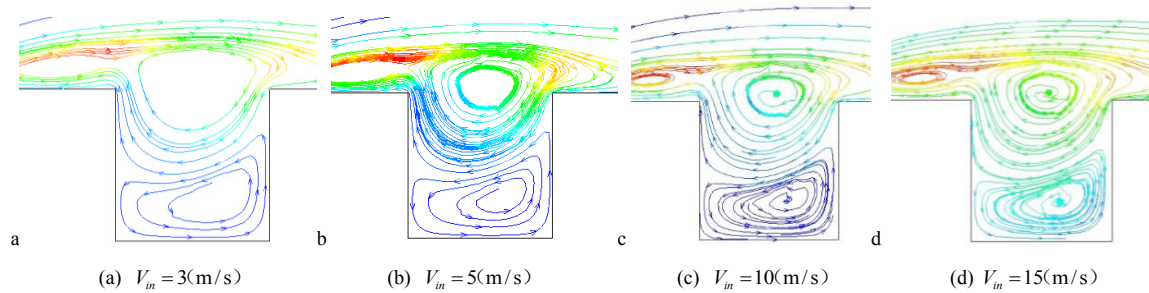 a
b
c
d
(a) V_in = 3(m/s)
(b) V_in = 5(m/s)
(c) V_in = 10(m/s)
(d) V_in = 15(m/s)